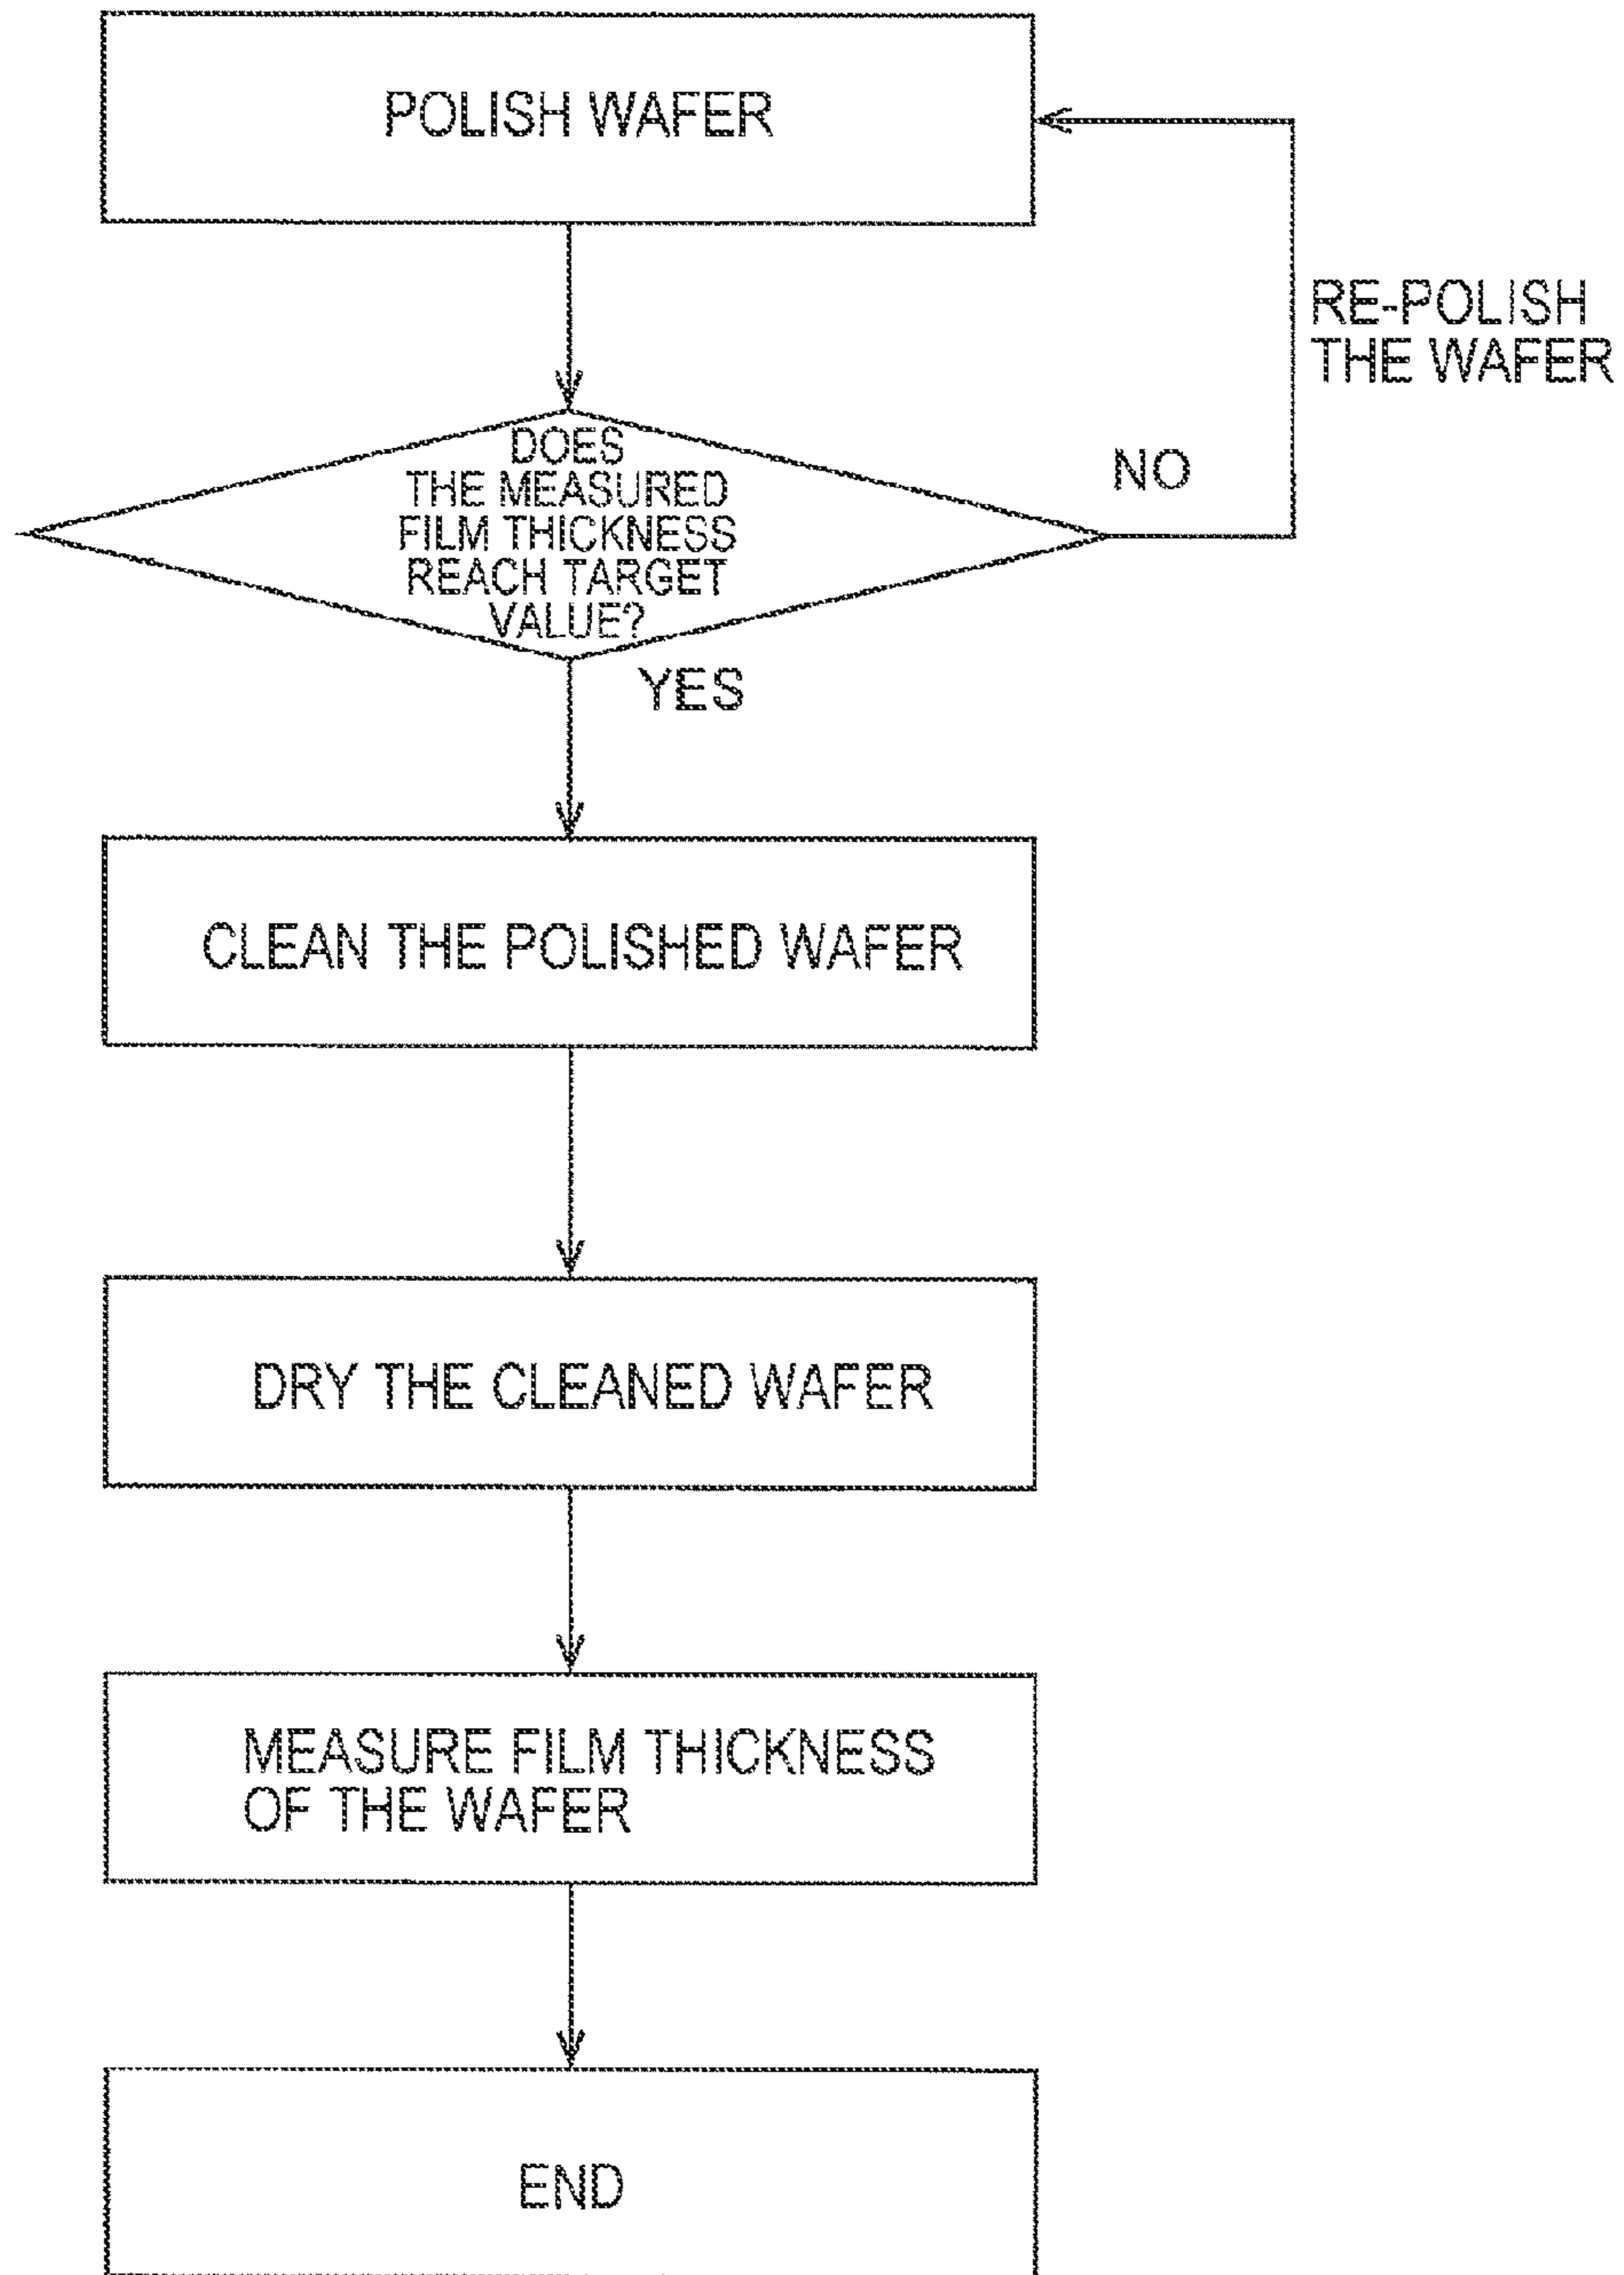 POLISH WAFER
RE-POLISH
THE WAFER
DOES
THE MEASURED
FILM THICKNESS
REACH TARGET
VALUE?
NO
YES
CLEAN THE POLISHED WAFER
DRY THE CLEANED WAFER
MEASURE FILM THICKNESS
OF THE WAFER
END